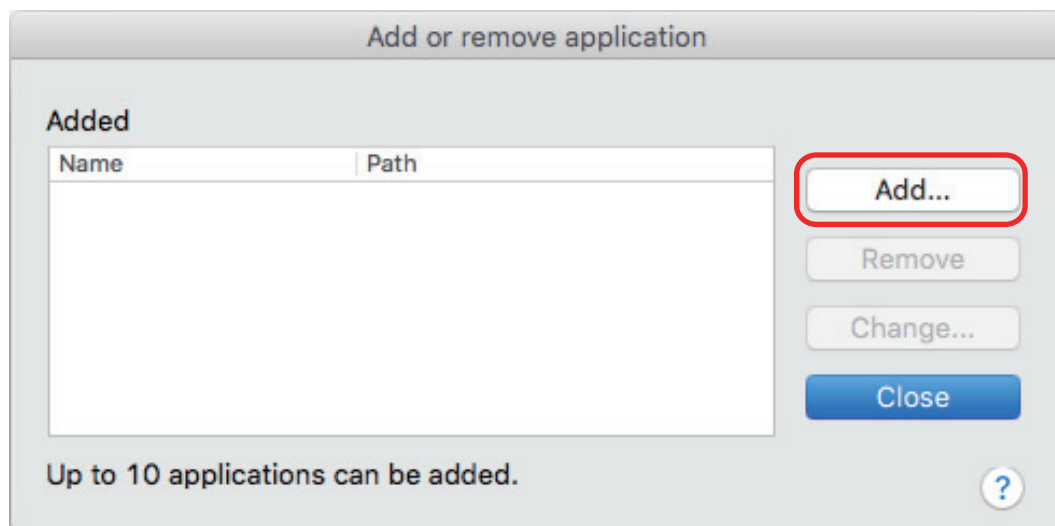 Add or remove application
Added
Name Path
Add...
Remove
Change...
Close
Up to 10 applications can be added.
?